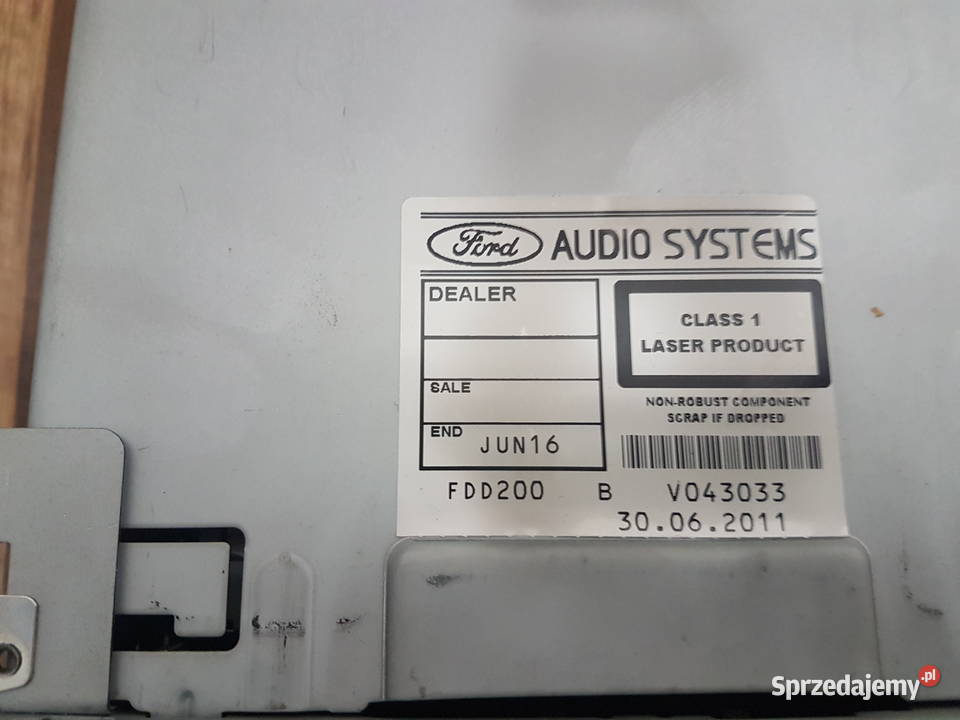 Ford AUDIO SYSTEMS
DEALER
SALE
END JUN16
CLASS 1
LASER PRODUCT
NON-ROBUST COMPONENT
SCRAP IF DROPPED
FDD200 B V043033
30.06.2011
Sprzedajemy.pl